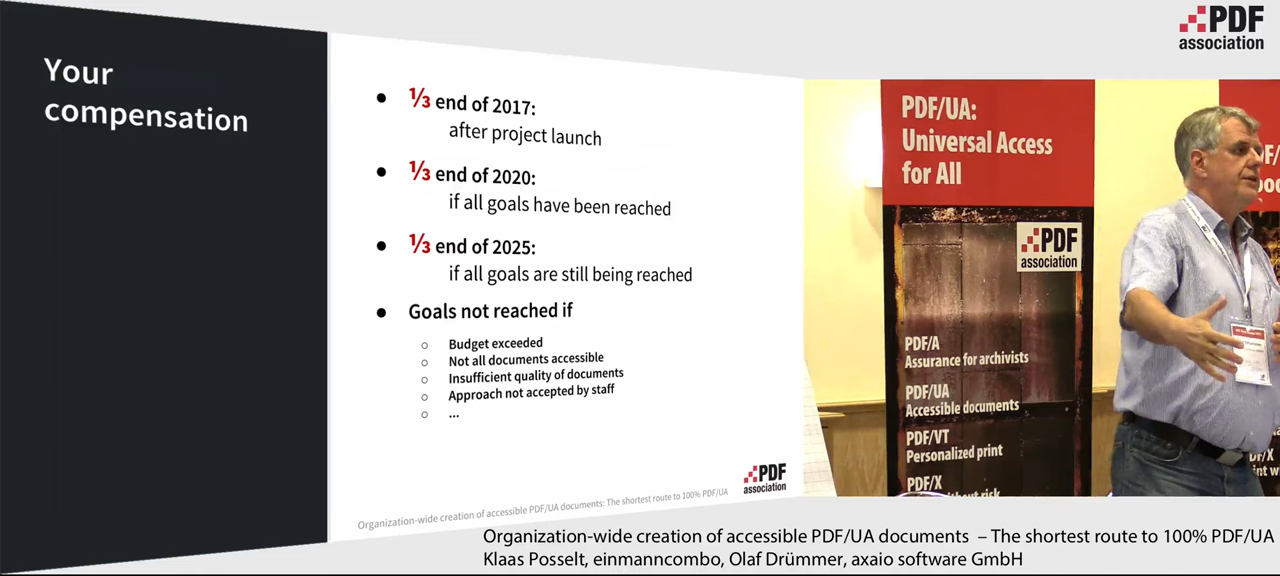 Your
compensation
• ⅓ end of 2017:
after project launch
• ⅓ end of 2020:
if all goals have been reached
• ⅓ end of 2025:
if all goals are still being reached
• Goals not reached if
○ Budget exceeded
○ Not all documents accessible
○ Insufficient quality of documents
○ Approach not accepted by staff
○ ...
PDF
association
Organization-wide creation of accessible PDF/UA documents: The shortest route to 100% PDF/UA
PDF
association
PDF/UA:
Universal Access
for All
PDF
association
PDF/A
Assurance for archivists
PDF/UA
Accessible documents
PDF/VT
Personalized print
PDF/X
risk
Organization-wide creation of accessible PDF/UA documents – The shortest route to 100% PDF/UA
Klaas Posselt, einmanncombo, Olaf Drümmer, axaio software GmbH